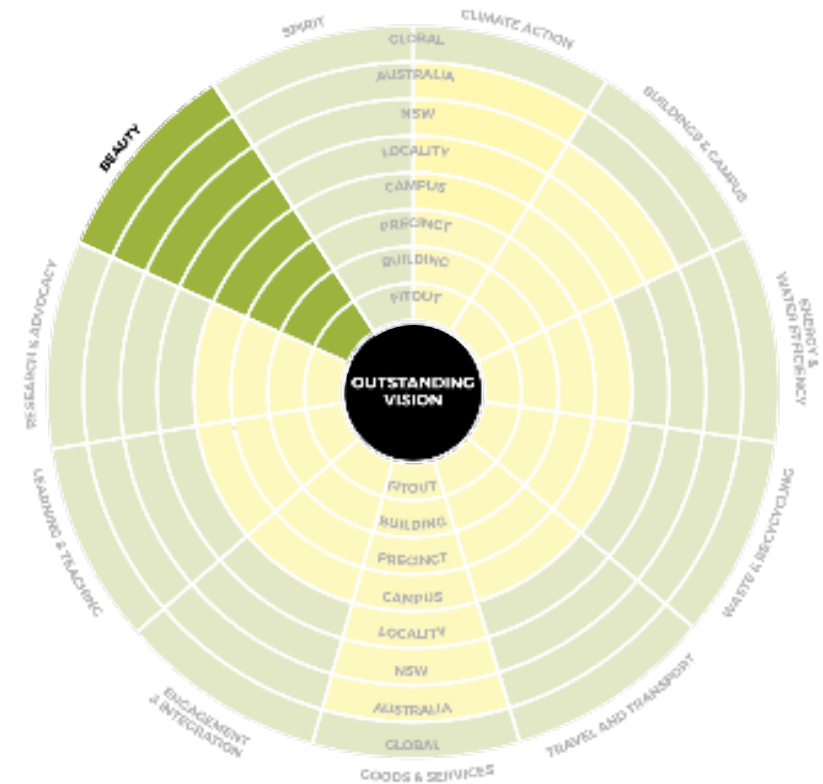 SPIRIT
CLIMATE ACTION
BUILDINGS & CAMPUS
ENERGY &
WATER EFFICIENCY
WASTE & RECYCYCLING
TRAVEL AND TRANSPORT
GOODS & SERVICES
ENGAGEMENT
& INTEGRATION
LEARNING & TEACHING
RESEARCH & ADVOCACY
BEAUTY
GLOBAL
AUSTRALIA
NSW
LOCALITY
CAMPUS
PRECINCT
BUILDING
FITOUT
OUTSTANDING
VISION
FITOUT
BUILDING
PRECINCT
CAMPUS
LOCALITY
NSW
AUSTRALIA
GLOBAL